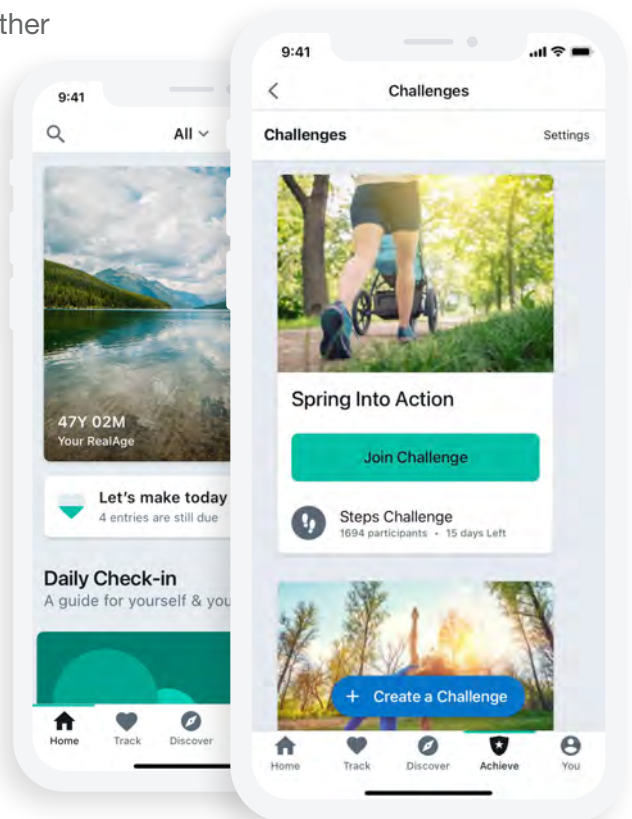 ther
9:41
All
47Y 02M
Your RealAge
Let's make today
4 entries are still due
Daily Check-in
A guide for yourself & you
Home
Track
Discover
9:41
Challenges
Challenges
Settings
Spring Into Action
Join Challenge
Steps Challenge
1694 participants • 15 days Left
+ Create a Challenge
Home
Track
Discover
Achieve
You